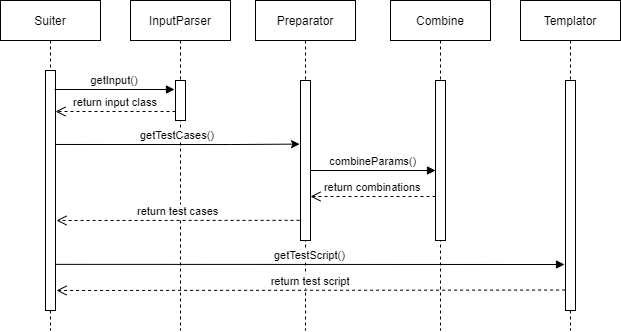 Suiter
InputParser
Preparator
Combine
Templator
getInput()
return input class
getTestCases()
combineParams()
return combinations
return test cases
getTestScript()
return test script